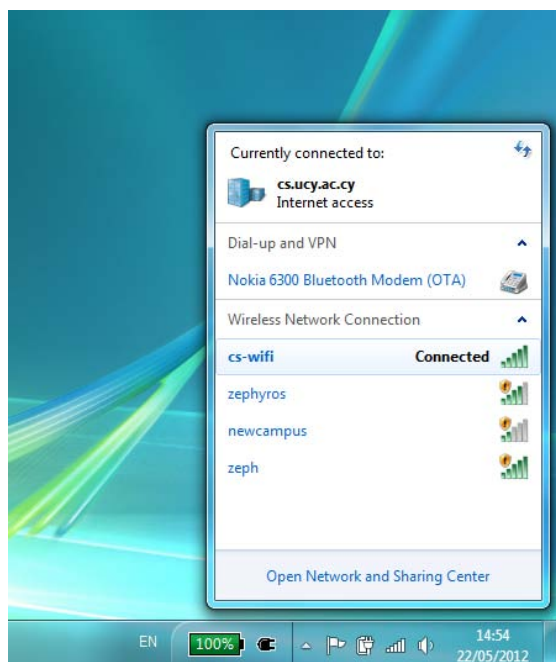 Currently connected to:
cs.ucy.ac.cy
Internet access
Dial-up and VPN
Nokia 6300 Bluetooth Modem (OTA)
Wireless Network Connection
cs-wifi Connected
zephyros
newcampus
zeph
Open Network and Sharing Center
EN 100% 14:54
22/05/2012